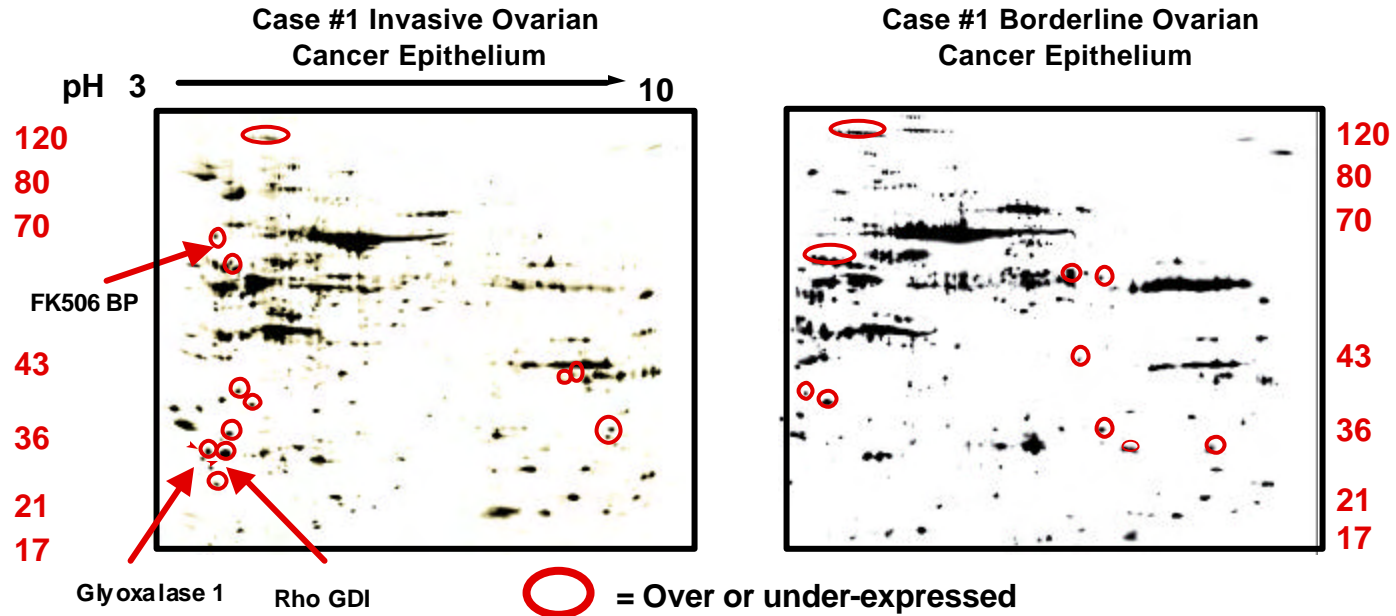 Case #1 Invasive Ovarian
Cancer Epithelium
Case #1 Borderline Ovarian
Cancer Epithelium
pH 3
10
120
80
70
43
36
21
17
FK506 BP
Glyoxalase 1
Rho GDI
120
80
70
43
36
21
17
= Over or under-expressed